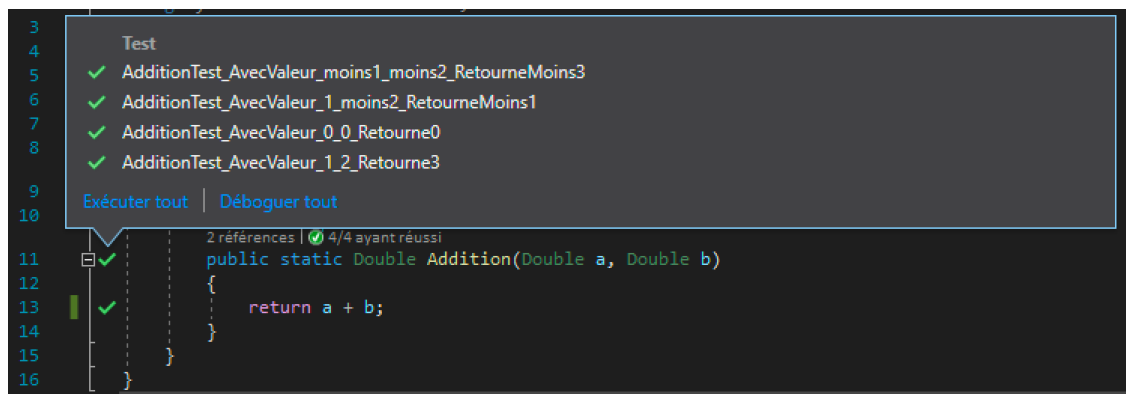 3
4
Test
5
AdditionTest_AvecValeur_moins1_moins2_RetourneMoins3
6
AdditionTest_AvecValeur_1_moins2_RetourneMoins1
7
AdditionTest_AvecValeur_0_0_Retourne0
8
AdditionTest_AvecValeur_1_2_Retourne3
9
Exécuter tout | Déboguer tout
10
2 références | 4/4 ayant réussi
11 public static Double Addition(Double a, Double b)
12 {
13 return a + b;
14 }
15 }
16 }